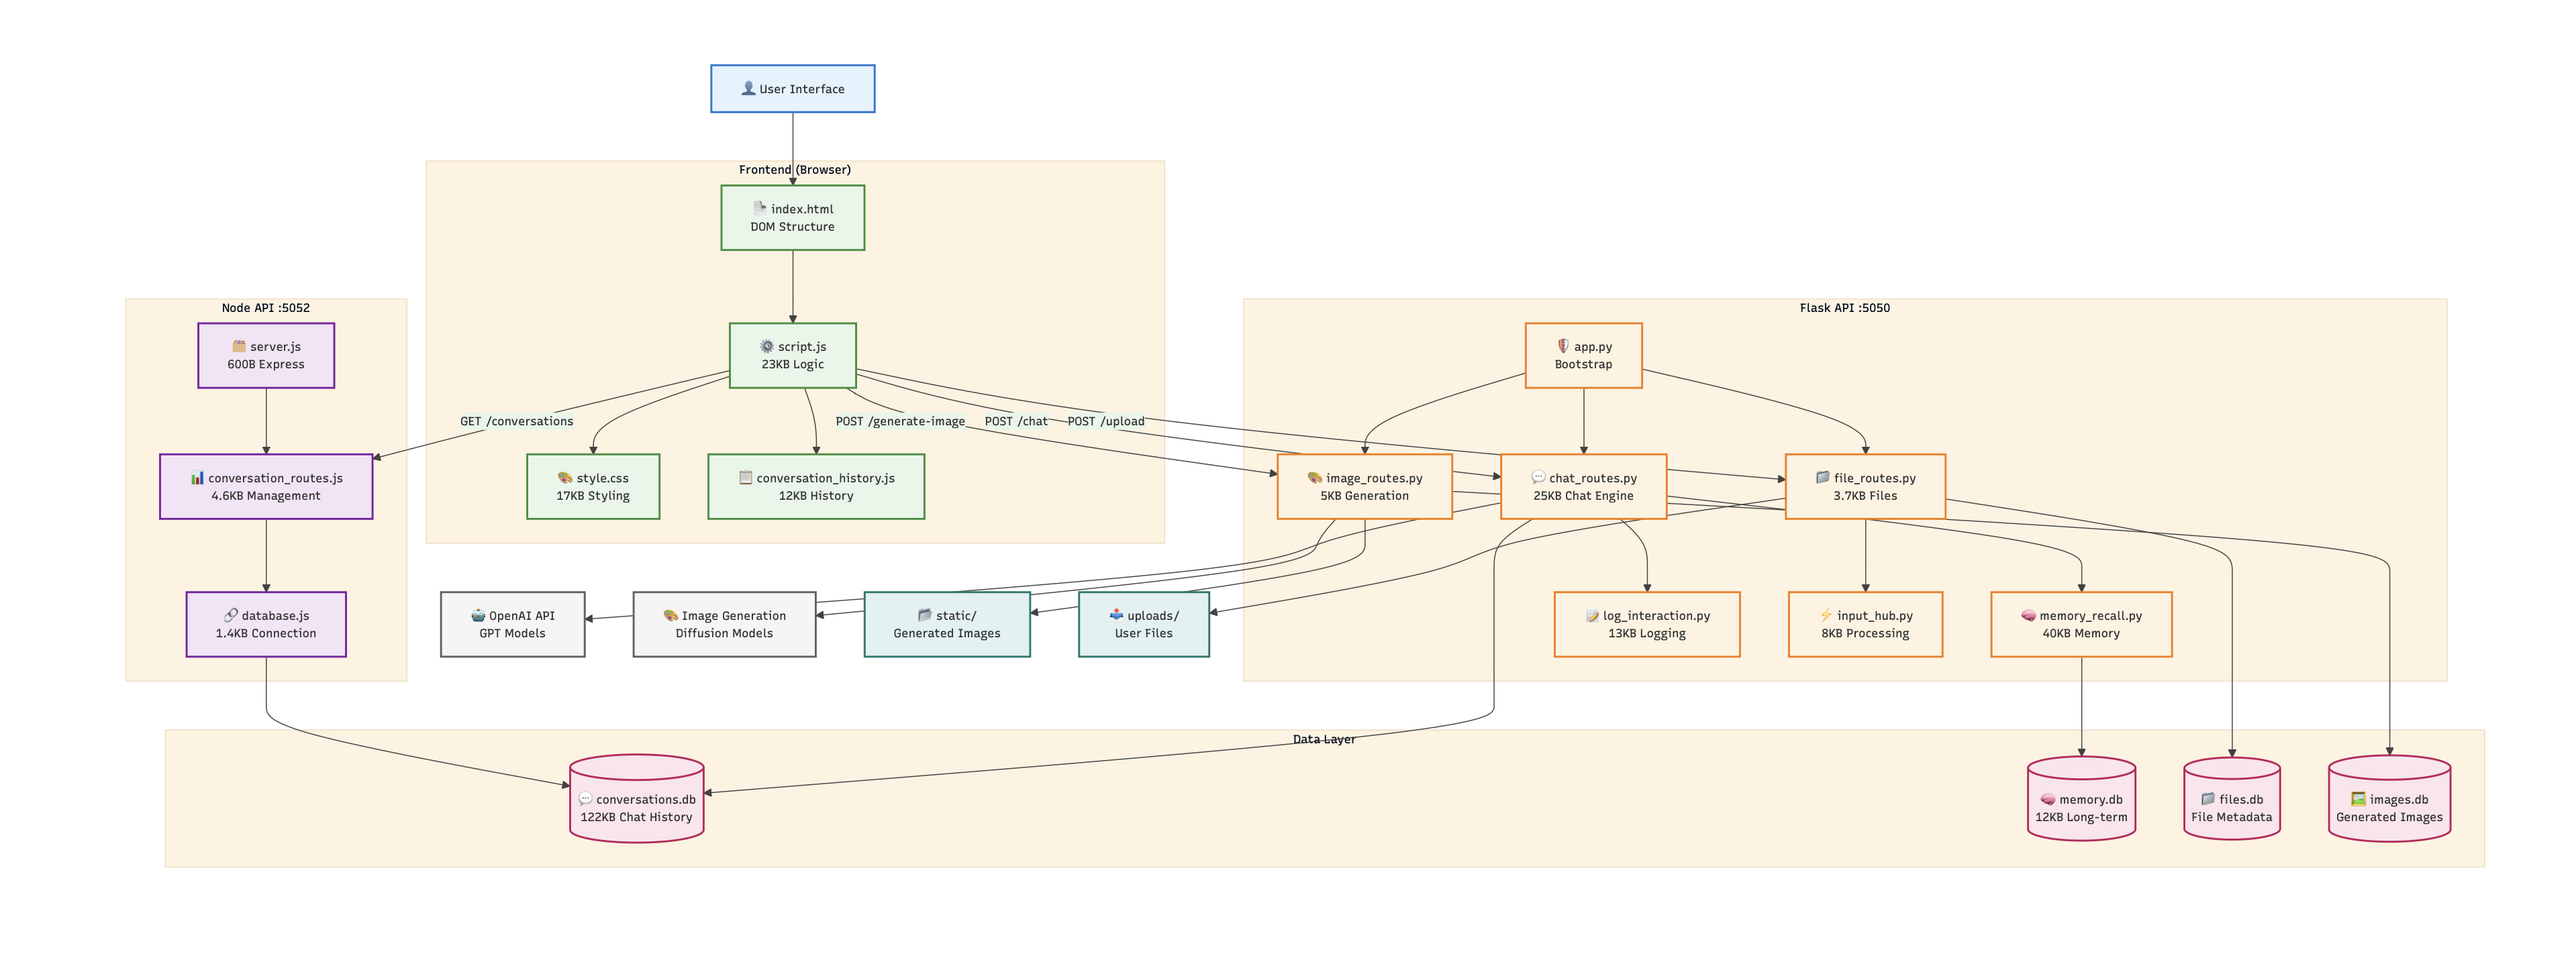 User Interface
Frontend (Browser)
index.html
DOM Structure
Node API :5052
Flask API :5050
server.js
600B Express
script.js
23KB Logic
app.py
Bootstrap
GET /conversations
POST /generate-image
POST /chat
POST /upload
conversation_routes.js
4.6KB Management
style.css
17KB Styling
conversation_history.js
12KB History
image_routes.py
5KB Generation
chat_routes.py
25KB Chat Engine
file_routes.py
3.7KB Files
database.js
1.4KB Connection
OpenAI API
GPT Models
Image Generation
Diffusion Models
static/
Generated Images
uploads/
User Files
log_interaction.py
13KB Logging
input_hub.py
8KB Processing
memory_recall.py
40KB Memory
Data Layer
conversations.db
122KB Chat History
memory.db
12KB Long-term
files.db
File Metadata
images.db
Generated Images